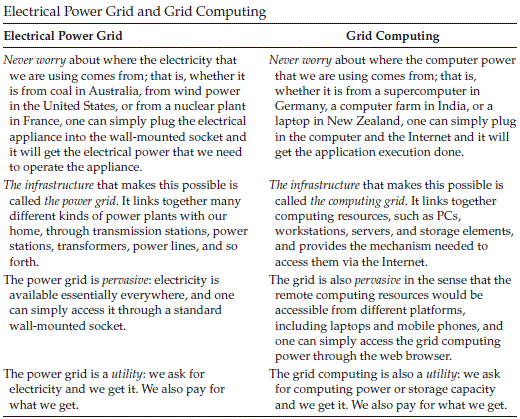 Electrical Power Grid and Grid Computing
Electrical Power Grid
Never worry about where the electricity that
we are using comes from; that is, whether it
is from coal in Australia, from wind power
in the United States, or from a nuclear plant
in France, one can simply plug the electrical
appliance into the wall-mounted socket and
it will get the electrical power that we need
to operate the appliance.
The infrastructure that makes this possible is
called the power grid. It links together many
different kinds of power plants with our
home, through transmission stations, power
stations, transformers, power lines, and so
forth.
The power grid is pervasive: electricity is
available essentially everywhere, and one
can simply access it through a standard
wall-mounted socket.
The power grid is a utility: we ask for
electricity and we get it. We also pay for
what we get.
Grid Computing
Never worry about where the computer power
that we are using comes from; that is,
whether it is from a supercomputer in
Germany, a computer farm in India, or a
laptop in New Zealand, one can simply plug
in the computer and the Internet and it will
get the application execution done.
The infrastructure that makes this possible is
called the computing grid. It links together
computing resources, such as PCs,
workstations, servers, and storage elements,
and provides the mechanism needed to
access them via the Internet.
The grid is also pervasive in the sense that the
remote computing resources would be
accessible from different platforms,
including laptops and mobile phones, and
one can simply access the grid computing
power through the web browser.
The grid computing is also a utility: we ask
for computing power or storage capacity
and we get it. We also pay for what we get.